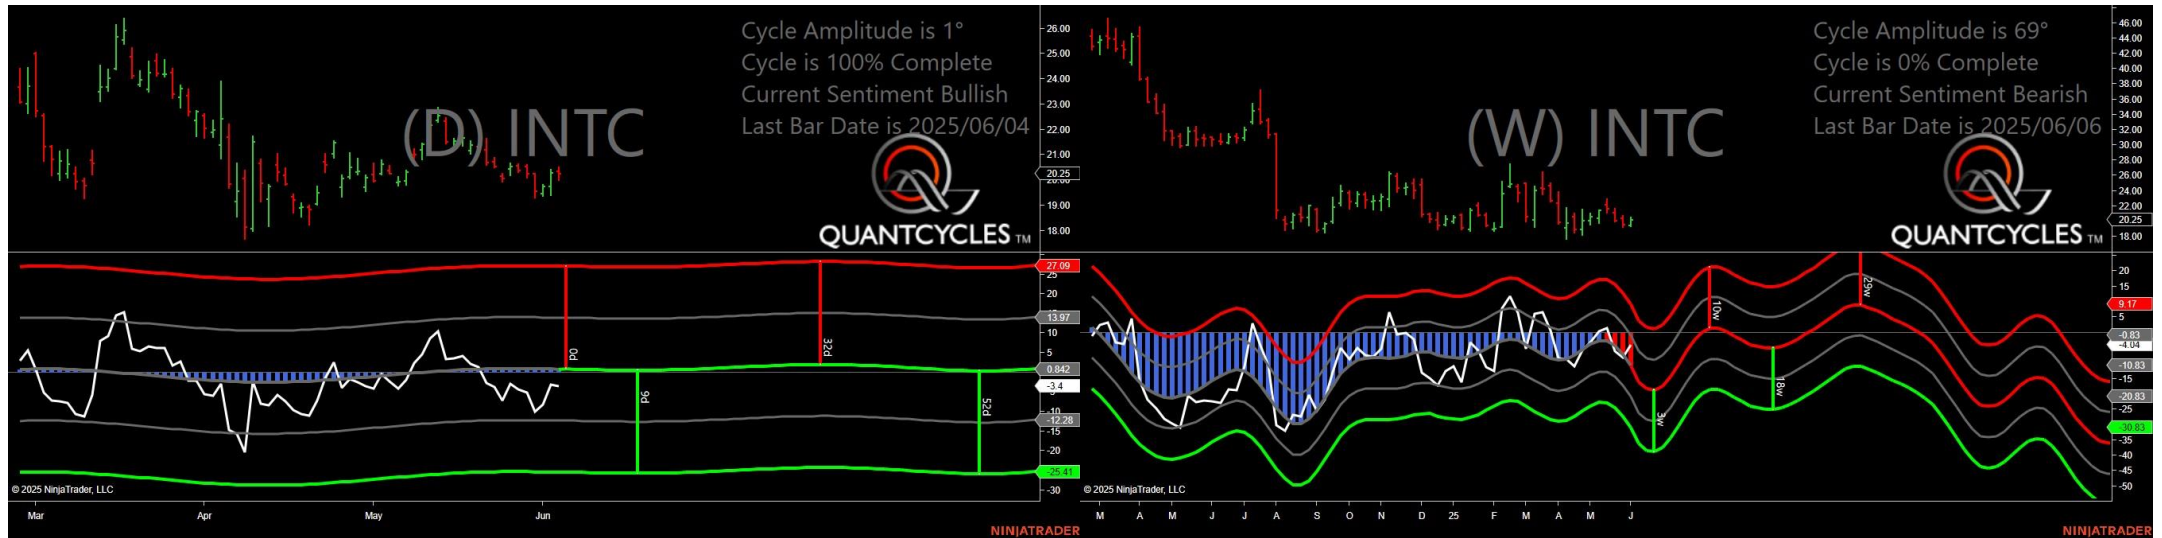 Cycle Amplitude is 1°
Cycle is 100% Complete
Current Sentiment Bullish
Last Bar Date is 2025/06/04
(D) INTC
QUANTCYCLES TM
26.00
25.00
24.00
23.00
22.00
21.00
20.25
20.00
19.00
18.00
27.09
25
20
13.97
10
5
0.842
-3.4
-10
-12.28
-15
-20
-25.41
-30
0d
9d
32d
52d
© 2025 NinjaTrader, LLC
Mar
Apr
May
Jun
NINJATRADER
Cycle Amplitude is 69°
Cycle is 0% Complete
Current Sentiment Bearish
Last Bar Date is 2025/06/06
(W) INTC
QUANTCYCLES TM
46.00
44.00
42.00
40.00
38.00
36.00
34.00
32.00
30.00
28.00
26.00
24.00
22.00
20.25
18.00
20
15
9.17
5
-0.83
-4.04
-10.83
-15
-20.83
-25
-30.83
-35
-40
-45
-50
3w
10w
18w
29w
© 2025 NinjaTrader, LLC
M A M J J A S O N D 25 F M A M J
NINJATRADER